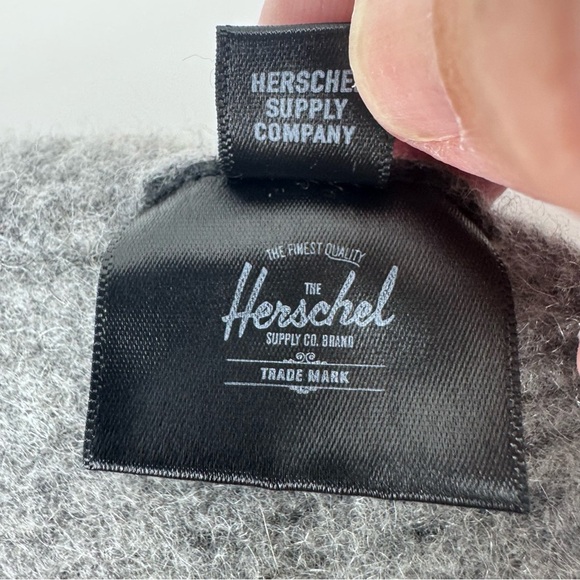 HERSCHEL
SUPPLY
COMPANY
THE FINEST QUALITY
THE
Herschel
SUPPLY CO. BRAND
TRADE MARK